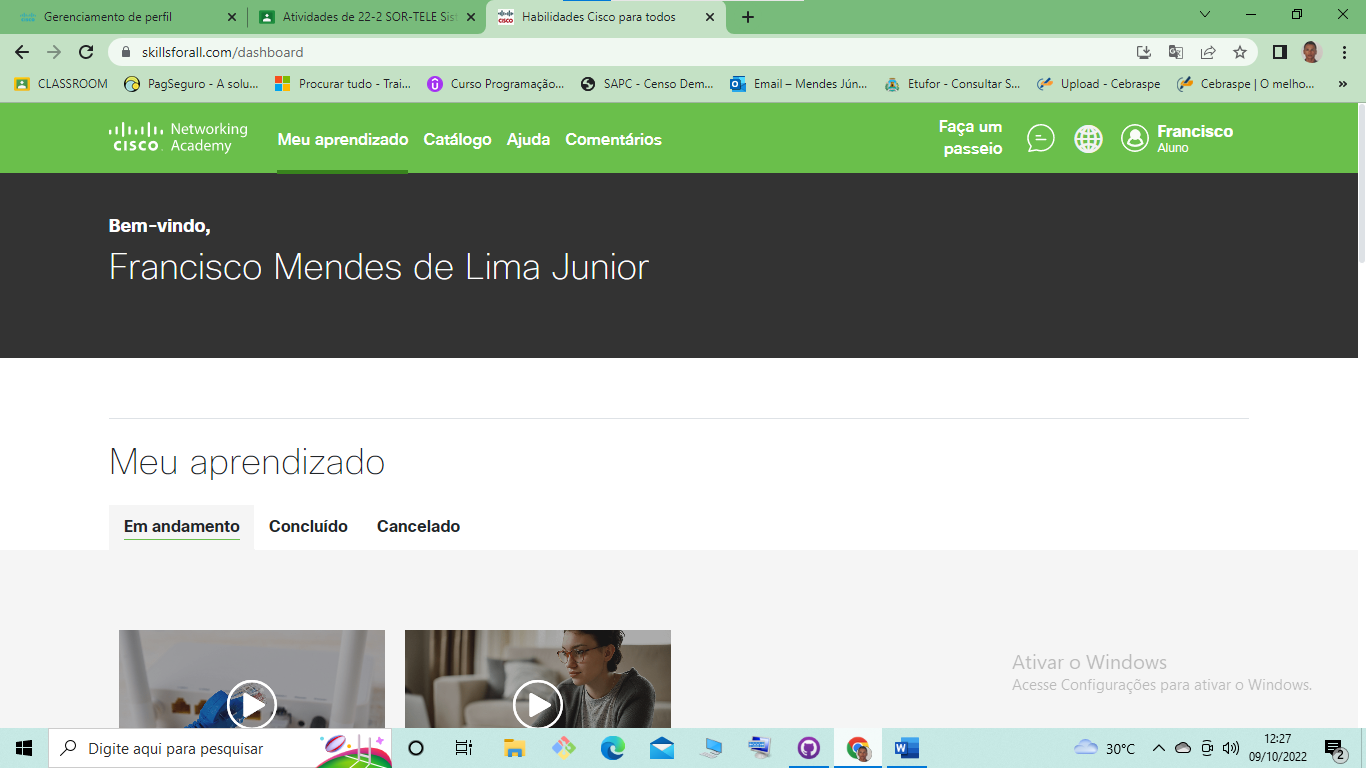 Gerenciamento de perfil
Atividades de 22-2 SOR-TELE Sist
Habilidades Cisco para todos
skillsforall.com/dashboard
CLASSROOM
PagSeguro - A solu...
Procurar tudo - Trai...
Curso Programação...
SAPC - Censo Dem...
Email – Mendes Jún...
Etufor - Consultar S...
Upload - Cebraspe
Cebraspe | O melho...
»
CISCO
Networking
Academy
Meu aprendizado
Catálogo
Ajuda
Comentários
Faça um
passeio
Francisco
Aluno
Bem-vindo,
Francisco Mendes de Lima Junior
Meu aprendizado
Em andamento
Concluído
Cancelado
Ativar o Windows
Acesse Configurações para ativar o Windows.
Digite aqui para pesquisar
30°C
12:27
09/10/2022
2